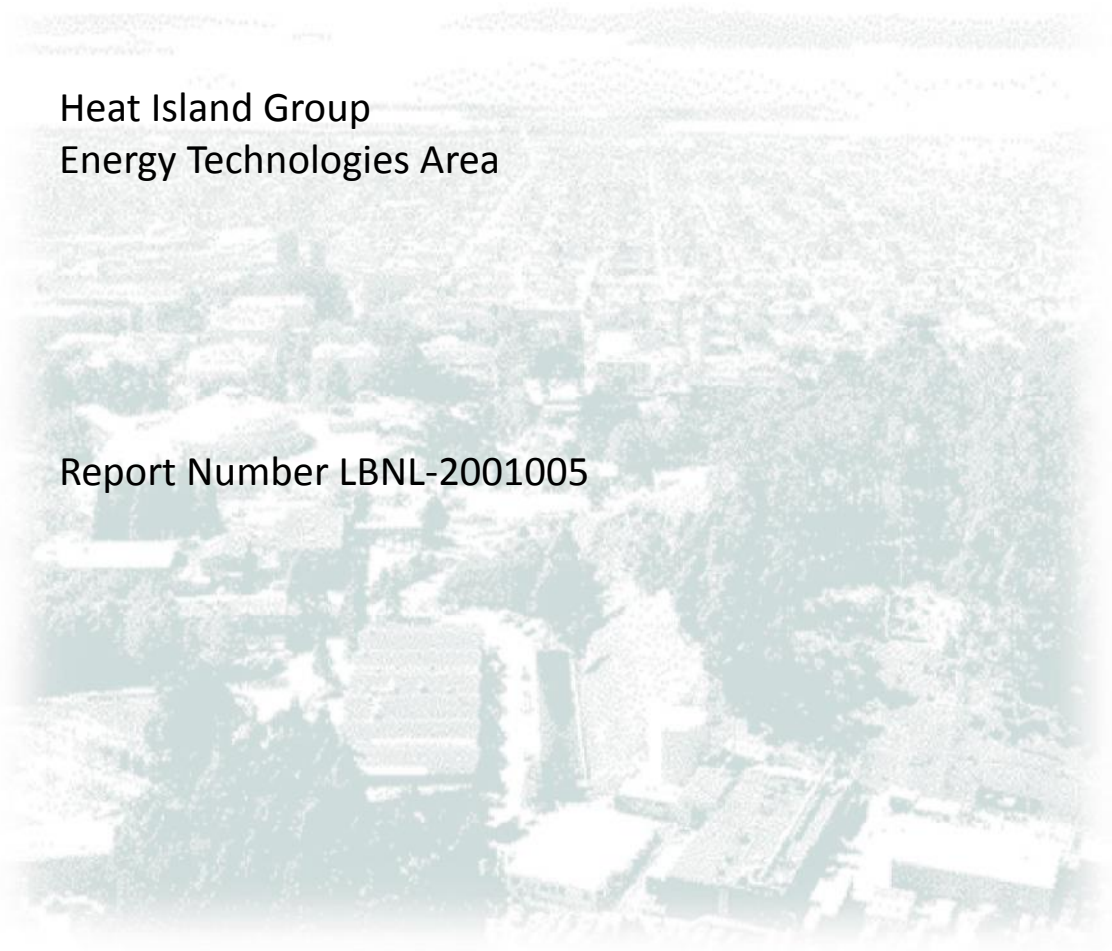 Heat Island Group
Energy Technologies Area
Report Number LBNL-2001005